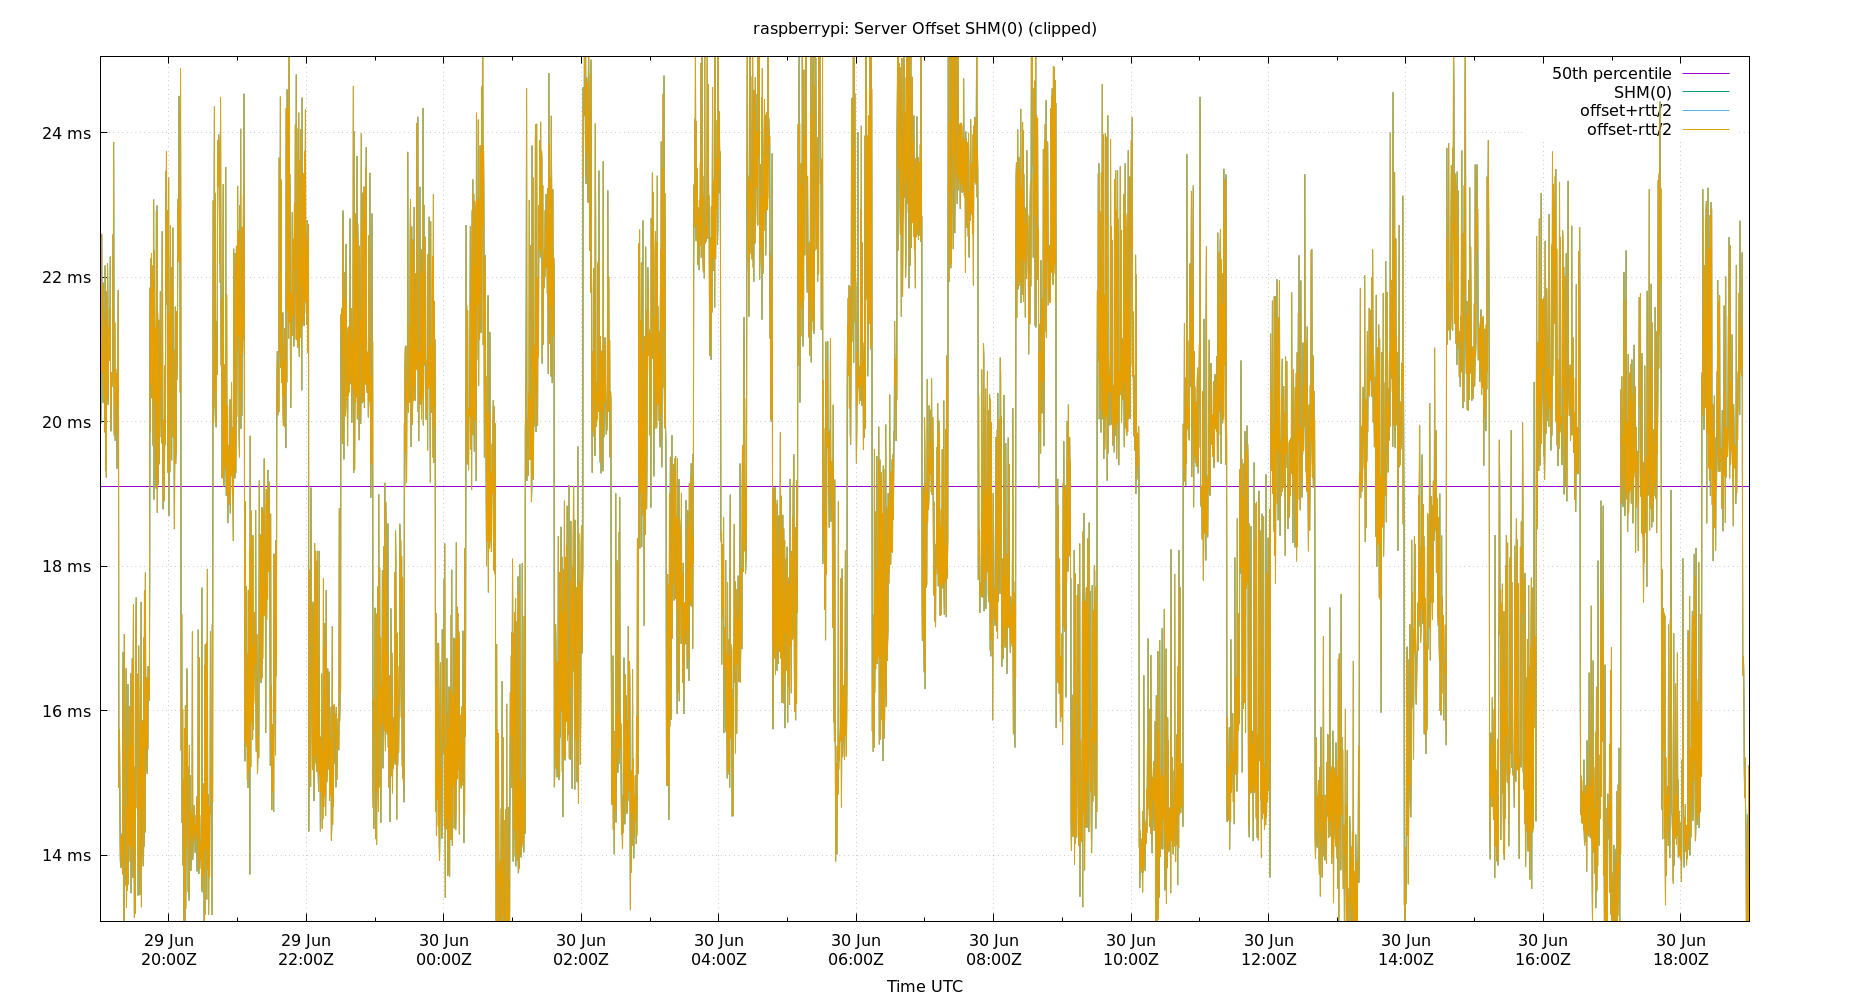 raspberrypi: Server Offset SHM(0) (clipped)
50th percentile
SHM(0)
offset+rtt/2
offset-rtt/2
24 ms
22 ms
20 ms
18 ms
16 ms
14 ms
29 Jun 29 Jun 30 Jun 30 Jun 30 Jun 30 Jun 30 Jun 30 Jun 30 Jun 30 Jun 30 Jun 30 Jun
20:00Z 22:00Z 00:00Z 02:00Z 04:00Z 06:00Z 08:00Z 10:00Z 12:00Z 14:00Z 16:00Z 18:00Z
Time UTC